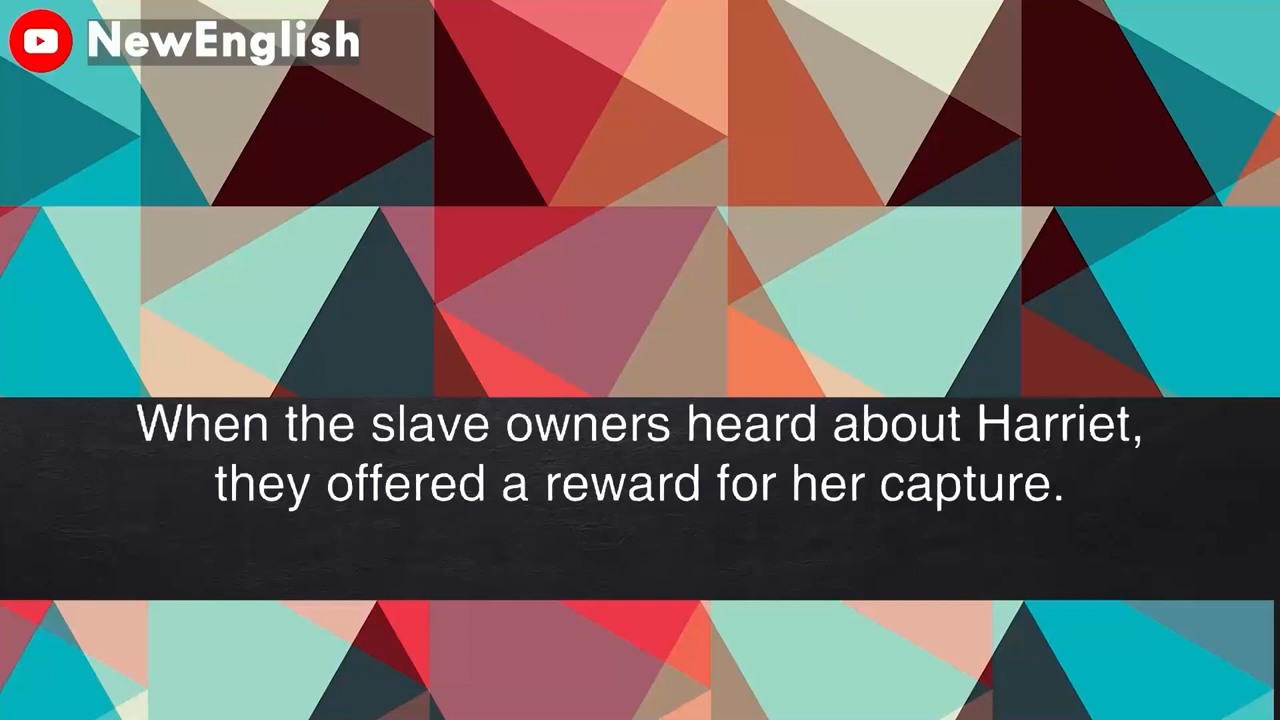 NewEnglish
When the slave owners heard about Harriet,
they offered a reward for her capture.